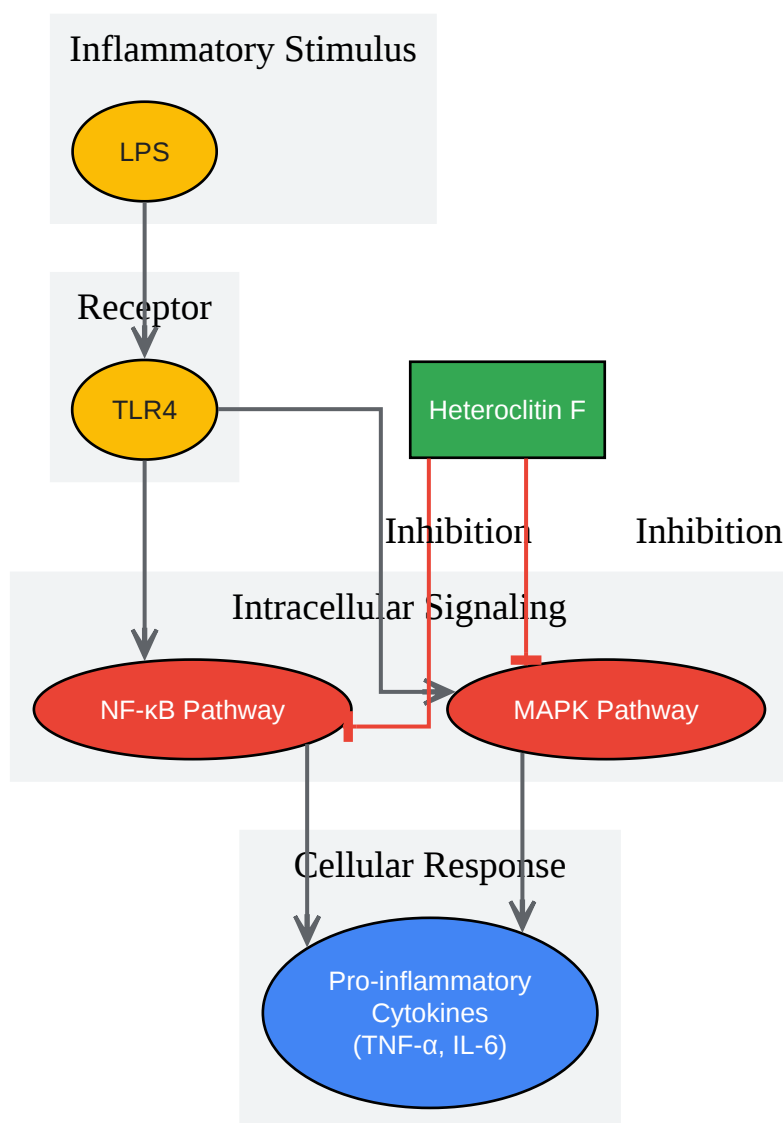 Inflammatory Stimulus
LPS
Receptor
TLR4
Heteroclitin F
Inhibition
Inhibition
Intracellular Signaling
NF-κB Pathway
MAPK Pathway
Cellular Response
Pro-inflammatory
Cytokines
(TNF-α, IL-6)